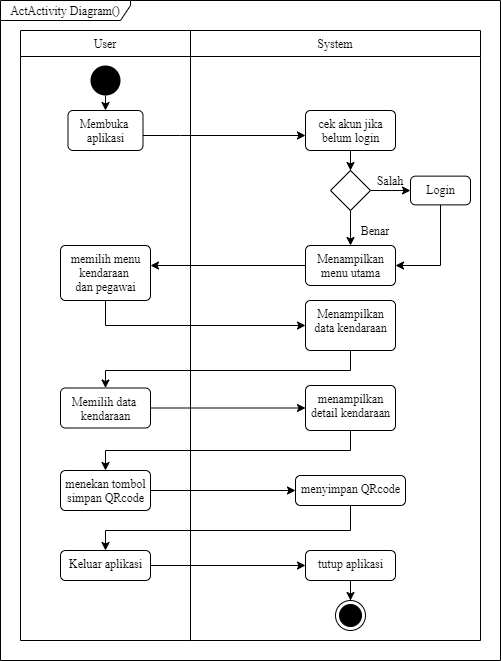 ActActivity Diagram()
User
System
Membuka
aplikasi
cek akun jika
belum login
Salah
Login
Benar
memilih menu
kendaraan
dan pegawai
Menampilkan
menu utama
Menampilkan
data kendaraan
Memilih data
kendaraan
menampilkan
detail kendaraan
menekan tombol
simpan QRcode
menyimpan QRcode
Keluar aplikasi
tutup aplikasi